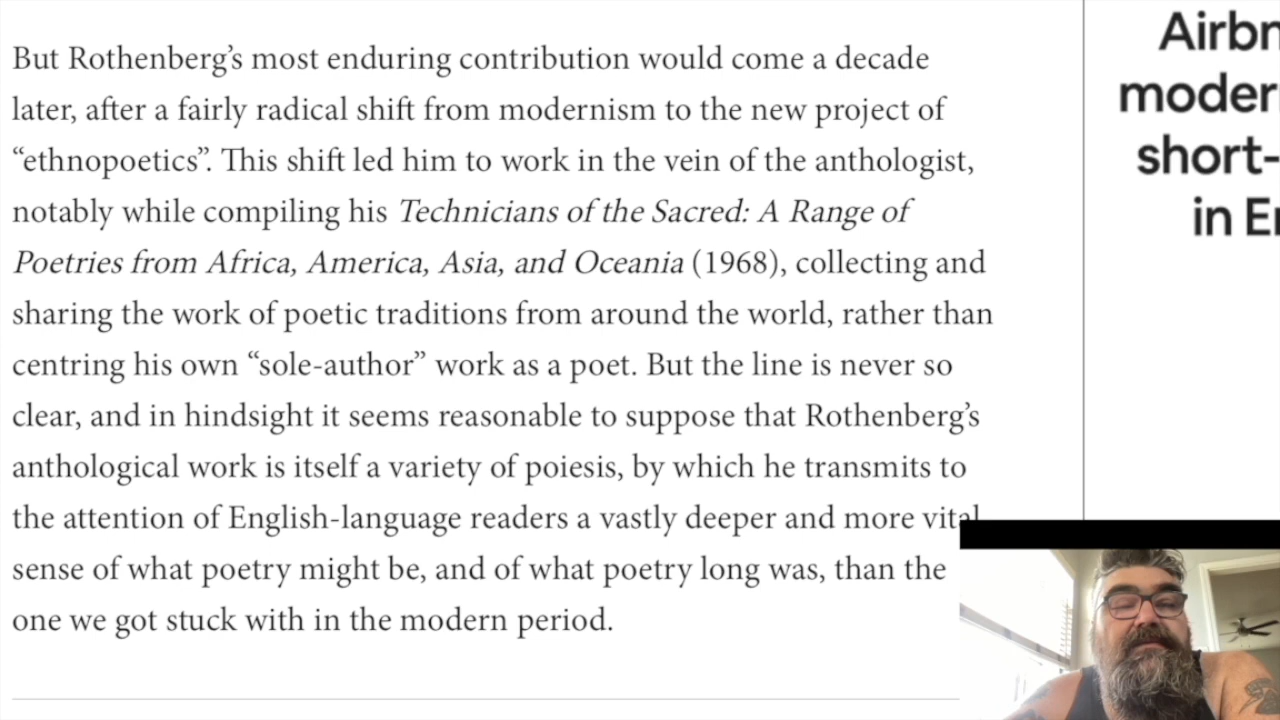 But Rothenberg’s most enduring contribution would come a decade
later, after a fairly radical shift from modernism to the new project of
“ethnopoetics”. This shift led him to work in the vein of the anthologist,
notably while compiling his Technicians of the Sacred: A Range of
Poetries from Africa, America, Asia, and Oceania (1968), collecting and
sharing the work of poetic traditions from around the world, rather than
centring his own “sole-author” work as a poet. But the line is never so
clear, and in hindsight it seems reasonable to suppose that Rothenberg’s
anthological work is itself a variety of poiesis, by which he transmits to
the attention of English-language readers a vastly deeper and more vital
sense of what poetry might be, and of what poetry long was, than the
one we got stuck with in the modern period.
Airbn
moder
short-
in En